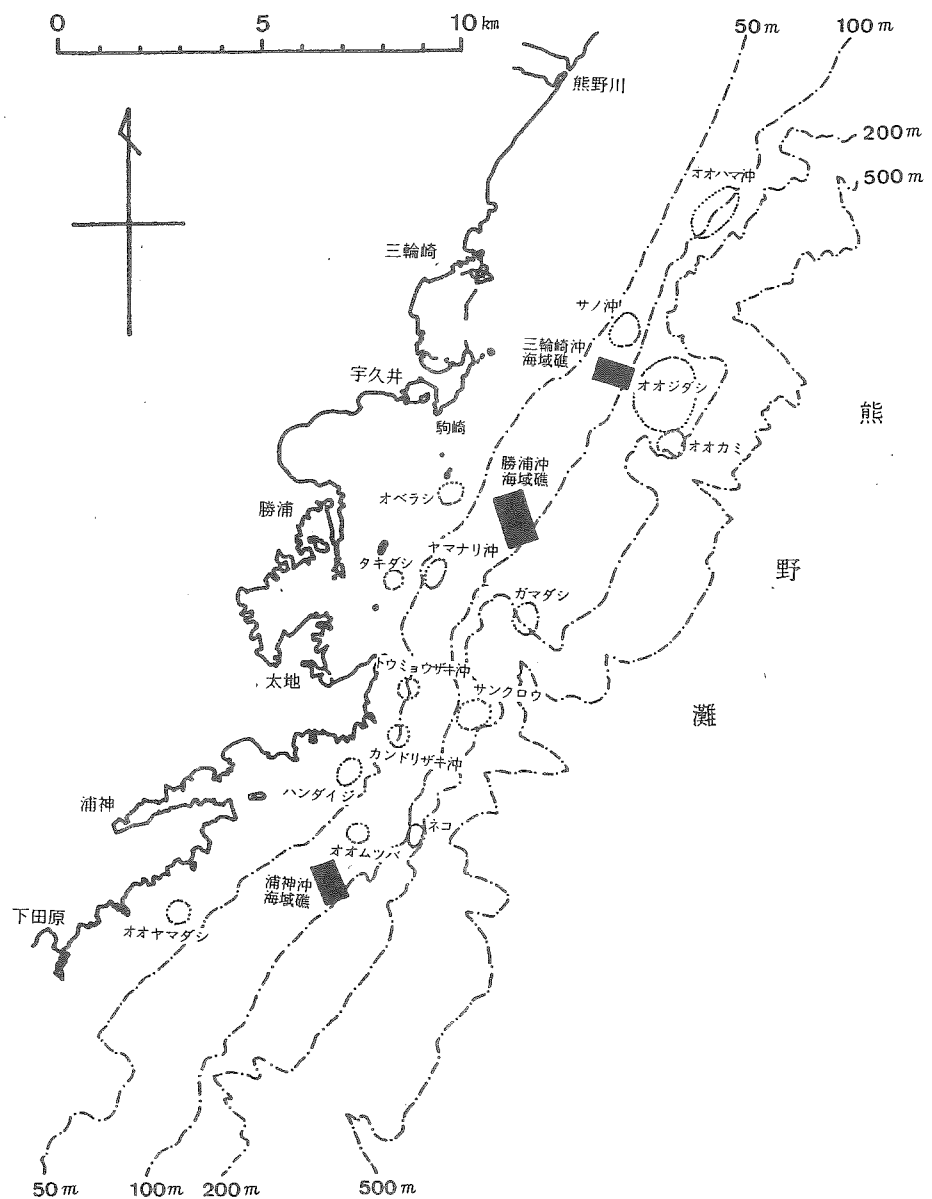 0 5 10 km
50 m
100 m
熊野川
200 m
500 m
オオハマ沖
三輪崎
サノ沖
三輪崎沖
海域礁
宇久井
オオジダシ
熊
駒崎
オオカミ
勝浦沖
海域礁
オベラシ
勝浦
ヤマナリ沖
タキダシ
野
ガマダシ
トウミョウザキ沖
太地
サンクロウ
灘
カンドリザキ沖
ハンダイジ
浦神
ネコ
オオムツバ
浦神沖
海域礁
下田原
オオヤマダシ
50 m
100 m
200 m
500 m